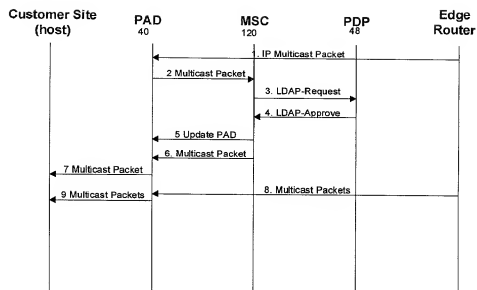 Customer Site
(host)
PAD
40
MSC
120
PDP
48
Edge
Router
1. IP Multicast Packet
2 Multicast Packet
3. LDAP-Request
4. LDAP-Approve
5 Update PAD
6. Multicast Packet
7 Multicast Packet
8. Multicast Packets
9 Multicast Packets